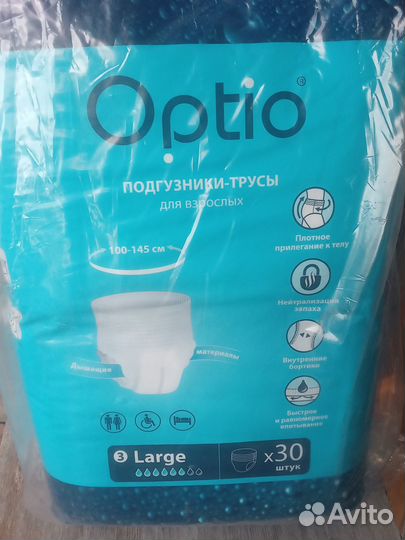 Optio®
ПОДГУЗНИКИ-ТРУСЫ
для взрослых
100-145 см
Плотное
прилегание к телу
Нейтрализация
запаха
Внутренние
бортики
Дышащие материалы
Быстрое
и равномерное
впитывание
3 Large
x30
штук
Avito